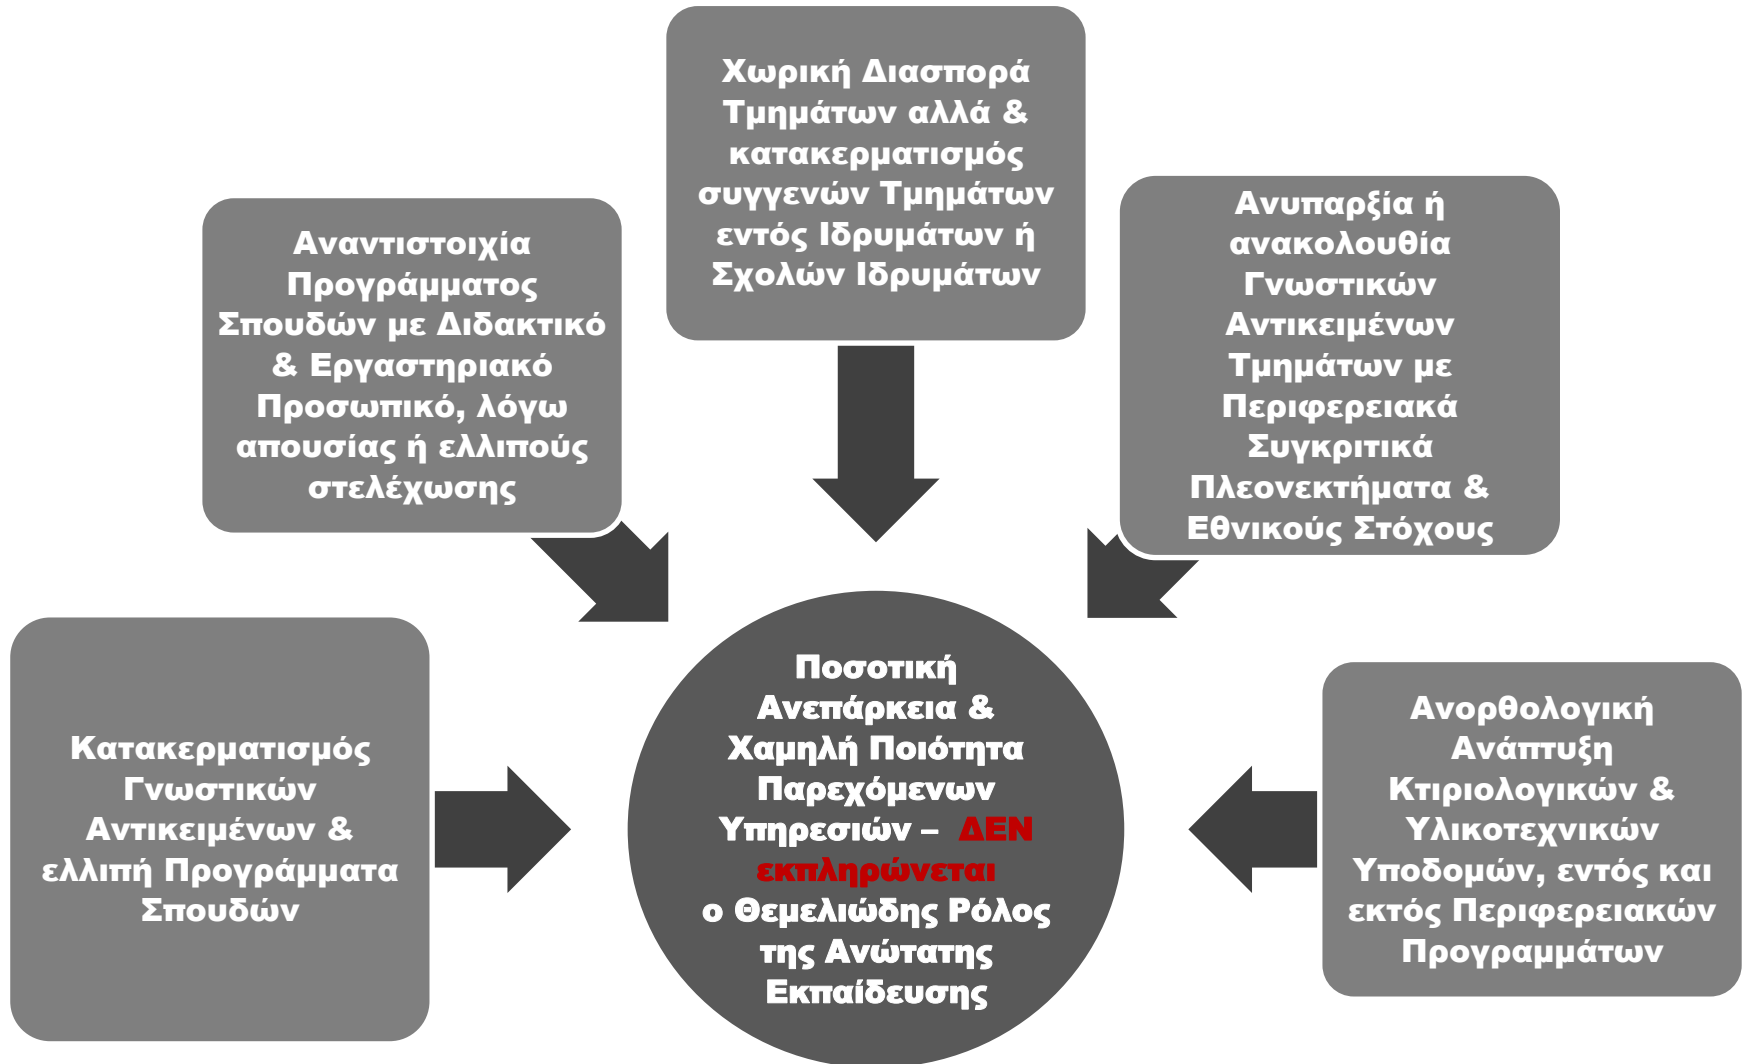 Χωρική Διασπορά
Τμημάτων αλλά &
κατακερματισμός
συγγενών Τμημάτων
εντός Ιδρυμάτων ή
Σχολών Ιδρυμάτων
Αναντιστοιχία
Προγράμματος
Σπουδών με Διδακτικό
& Εργαστηριακό
Προσωπικό, λόγω
απουσίας ή ελλιπούς
στελέχωσης
Ανυπαρξία ή
ανακολουθία
Γνωστικών
Αντικειμένων
Τμημάτων με
Περιφερειακά
Συγκριτικά
Πλεονεκτήματα &
Εθνικούς Στόχους
Κατακερματισμός
Γνωστικών
Αντικειμένων &
ελλιπή Προγράμματα
Σπουδών
Ποσοτική
Ανεπάρκεια &
Χαμηλή Ποιότητα
Παρεχόμενων
Υπηρεσιών – ΔΕΝ
εκπληρώνεται
ο Θεμελιώδης Ρόλος
της Ανώτατης
Εκπαίδευσης
Ανορθολογική
Ανάπτυξη
Κτιριολογικών &
Υλικοτεχνικών
Υποδομών, εντός και
εκτός Περιφερειακών
Προγραμμάτων